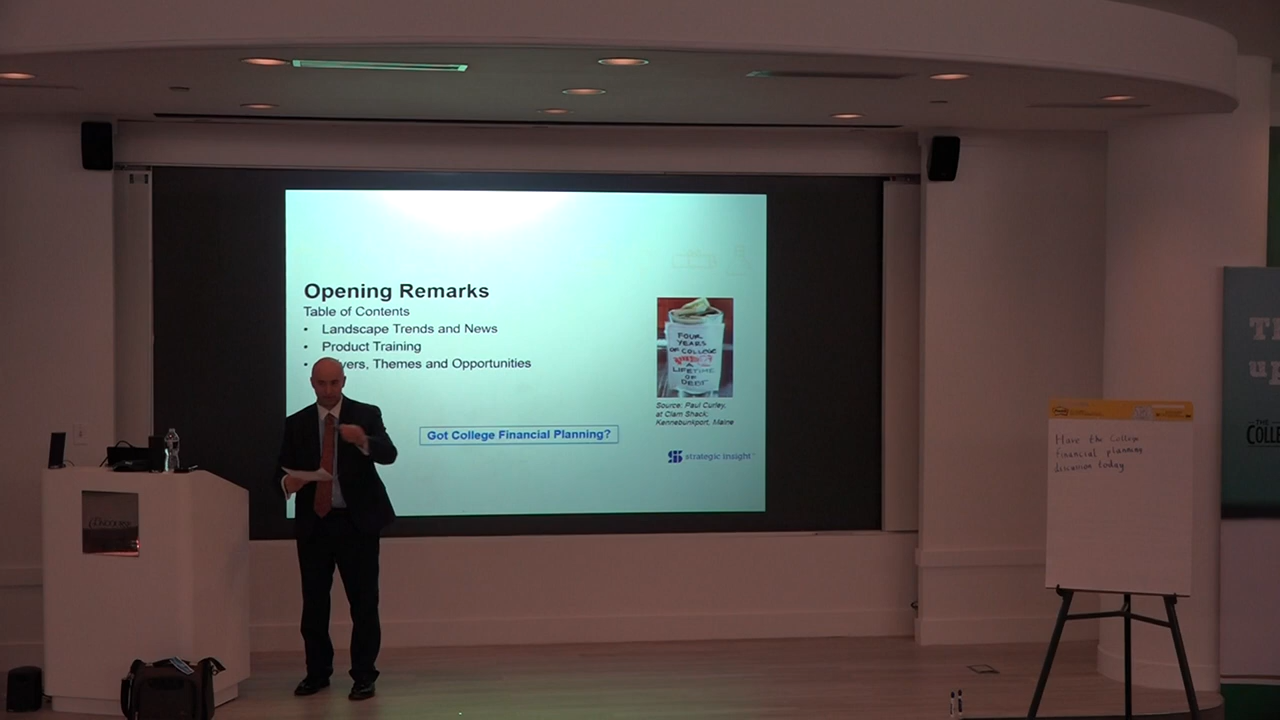 Opening Remarks
Table of Contents
• Landscape Trends and News
• Product Training
• Themes and Opportunities
Got College Financial Planning?
FOUR
YEARS
OF COLLEGE
A
LIFETIME
OF
DEBT
Source: Paul Curley,
at Clam Shack;
Kennebunkport, Maine
strategic insight
Have the College
financial planning
discussion today
THE